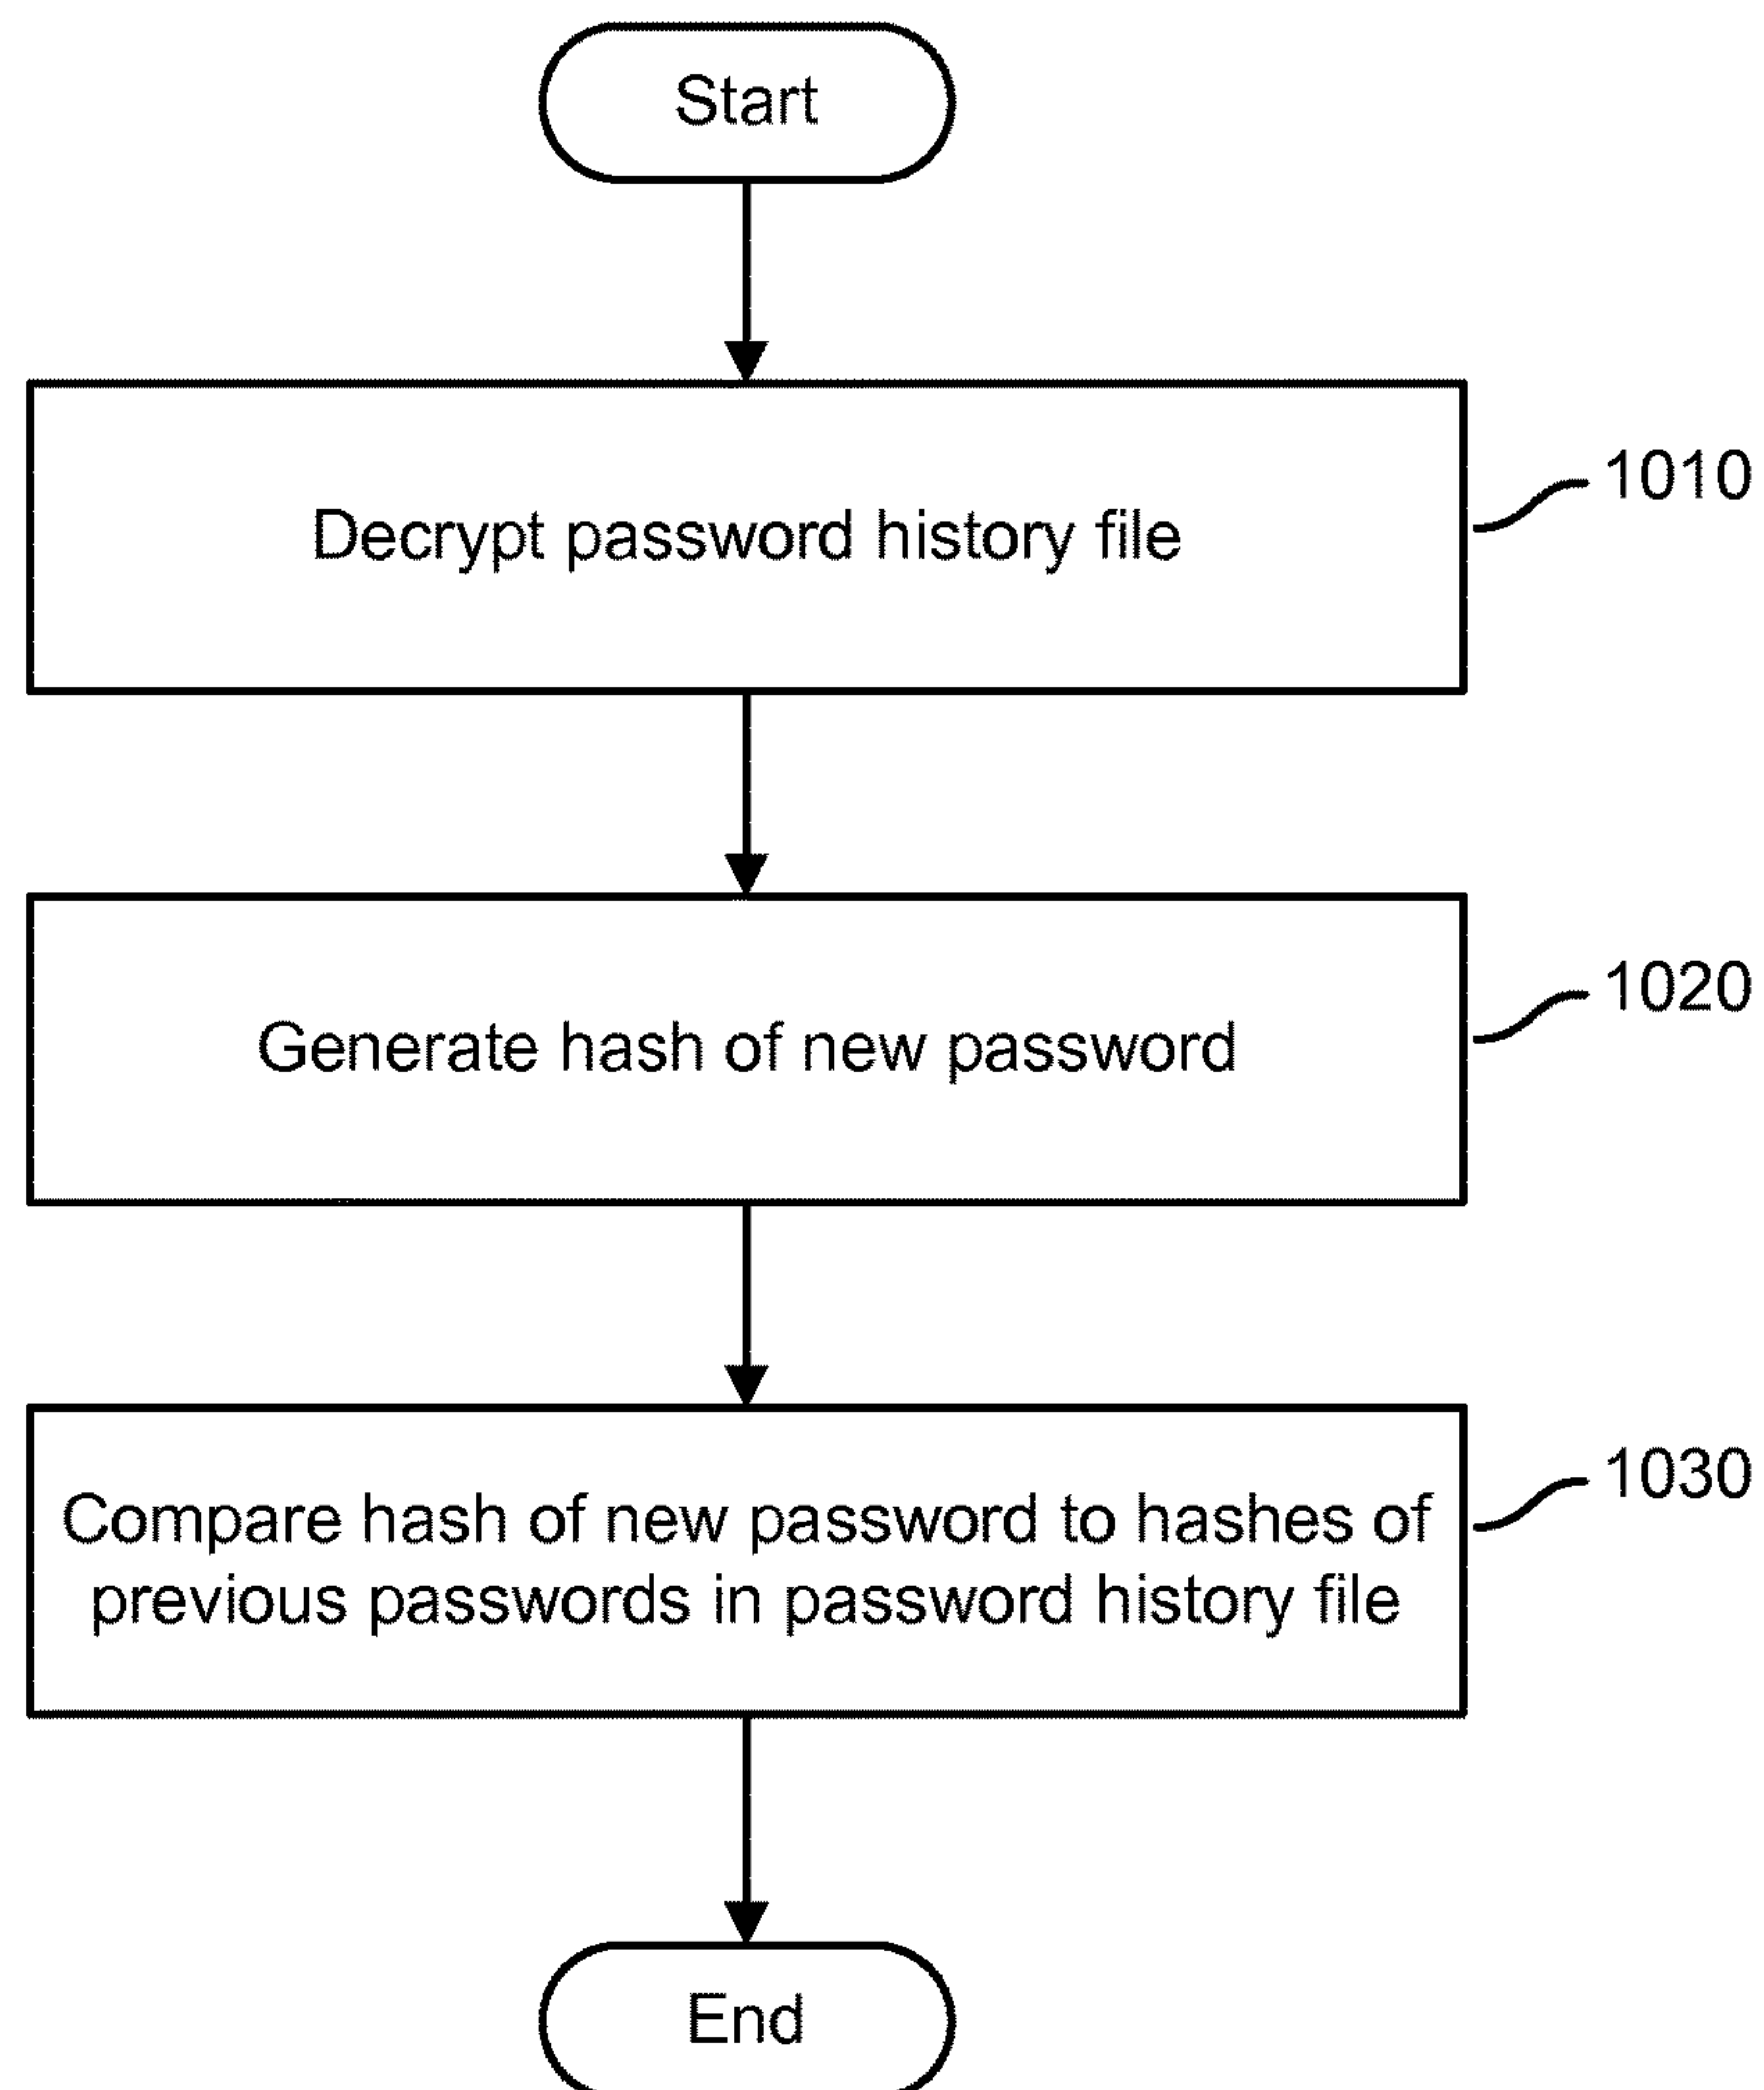 Start
Decrypt password history file
1010
Generate hash of new password
1020
Compare hash of new password to hashes of
previous passwords in password history file
1030
End